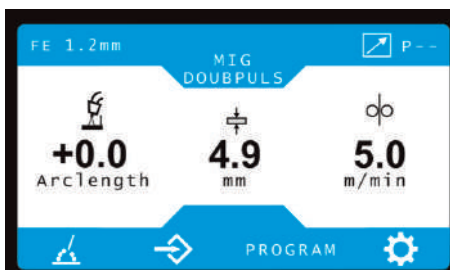 FE 1.2mm
MIG
P--
DOUBPULS
+0.0
4.9
5.0
Arclength
mm
m/min
PROGRAM